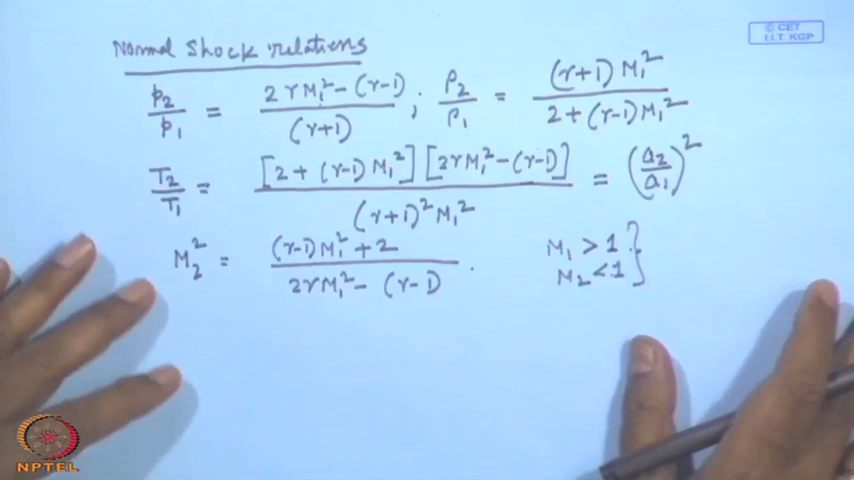 © CET
I.I.T. KGP
Normal Shock relations
p₂/p₁ = (2γM₁² − (γ−1))/(γ+1) ; ρ₂/ρ₁ = ((γ+1)M₁²)/(2+(γ−1)M₁²)
T₂/T₁ = ([2 + (γ−1)M₁²][2γM₁² − (γ−1)])/((γ+1)²M₁²) = (a₂/a₁)²
M₂² = ((γ−1)M₁² + 2)/(2γM₁² − (γ−1)) . M₁ > 1
M₂ < 1 }
NPTEL